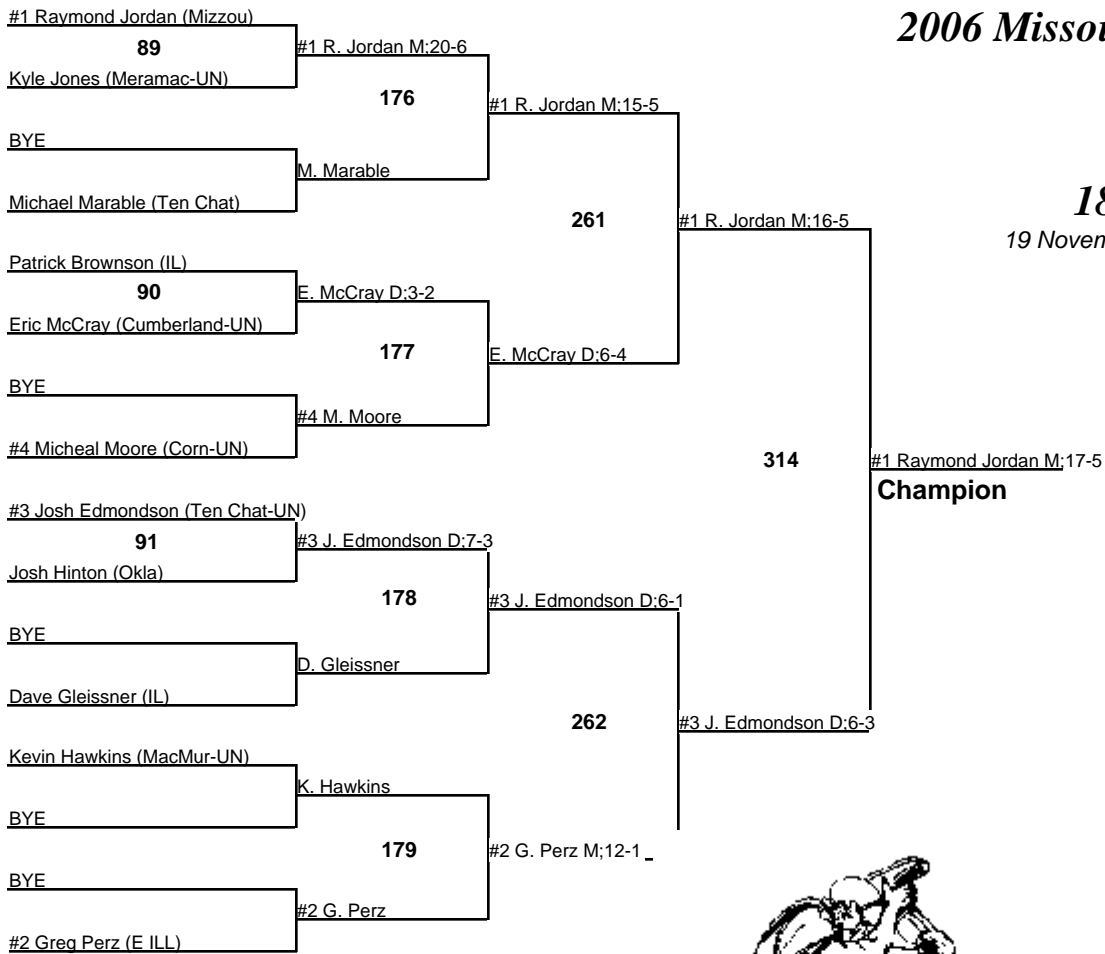 #1 Raymond Jordan (Mizzou)
2006 Missou
89
#1 R. Jordan M;20-6
Kyle Jones (Meramac-UN)
176
#1 R. Jordan M;15-5
BYE
M. Marable
Michael Marable (Ten Chat)
18
261
#1 R. Jordan M;16-5
19 Novem
Patrick Brownson (IL)
90
E. McCray D;3-2
Eric McCray (Cumberland-UN)
177
E. McCray D;6-4
BYE
#4 M. Moore
#4 Micheal Moore (Corn-UN)
314
#1 Raymond Jordan M;17-5
Champion
#3 Josh Edmondson (Ten Chat-UN)
91
#3 J. Edmondson D;7-3
Josh Hinton (Okla)
178
#3 J. Edmondson D;6-1
BYE
D. Gleissner
Dave Gleissner (IL)
262
#3 J. Edmondson D;6-3
Kevin Hawkins (MacMur-UN)
K. Hawkins
BYE
179
#2 G. Perz M;12-1
BYE
#2 G. Perz
#2 Greg Perz (E ILL)